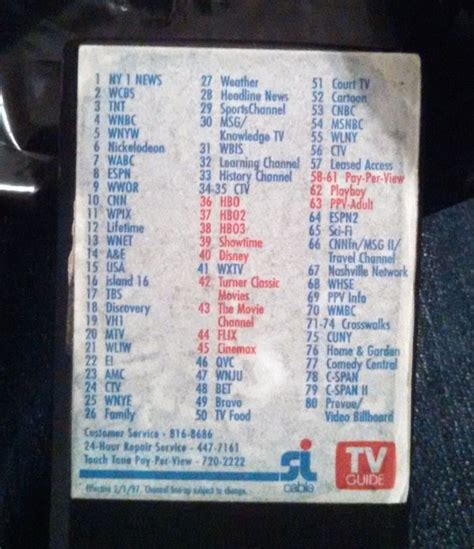 1 NY 1 NEWS
2 WCBS
3 TNT
4 WNBC
5 WNYW
6 Nickelodeon
7 WABC
8 ESPN
9 WWOR
10 CNN
11 WPIX
12 Lifetime
13 WNET
14 A&E
15 USA
16 island 16
17 TBS
18 Discovery
19 VH1
20 MTV
21 WLIW
22 E!
23 AMC
24 CTV
25 WNYE
26 Family
27 Weather
28 Headline News
29 SportsChannel
30 MSG/
Knowledge TV
31 WBIS
32 Learning Channel
33 History Channel
34-35 CTV
36 HBO
37 HBO2
38 HBO3
39 Showtime
40 Disney
41 WXTV
42 Turner Classic
Movies
43 The Movie
Channel
44 FLIX
45 Cinemax
46 QVC
47 WNJU
48 BET
49 Bravo
50 TV Food
51 Court TV
52 Cartoon
53 CNBC
54 MSNBC
55 WLNY
56 CTV
57 Leased Access
58-61 Pay-Per-View
62 Playboy
63 PPV-Adult
64 ESPN2
65 Sci-Fi
66 CNNfn/MSG II/
Travel Channel
67 Nashville Network
68 WHSE
69 PPV Info
70 WMBC
71-74 Crosswalks
75 CUNY
76 Home & Garden
77 Comedy Central
78 C-SPAN
79 C-SPAN II
80 Prevue/
Video Billboard
Customer Service - 816-8686
24-Hour Repair Service - 447-7161
Touch Tone Pay-Per-View - 720-2222
Effective 2/1/97. Channel line-up subject to change.
si
cable
TV
GUIDE